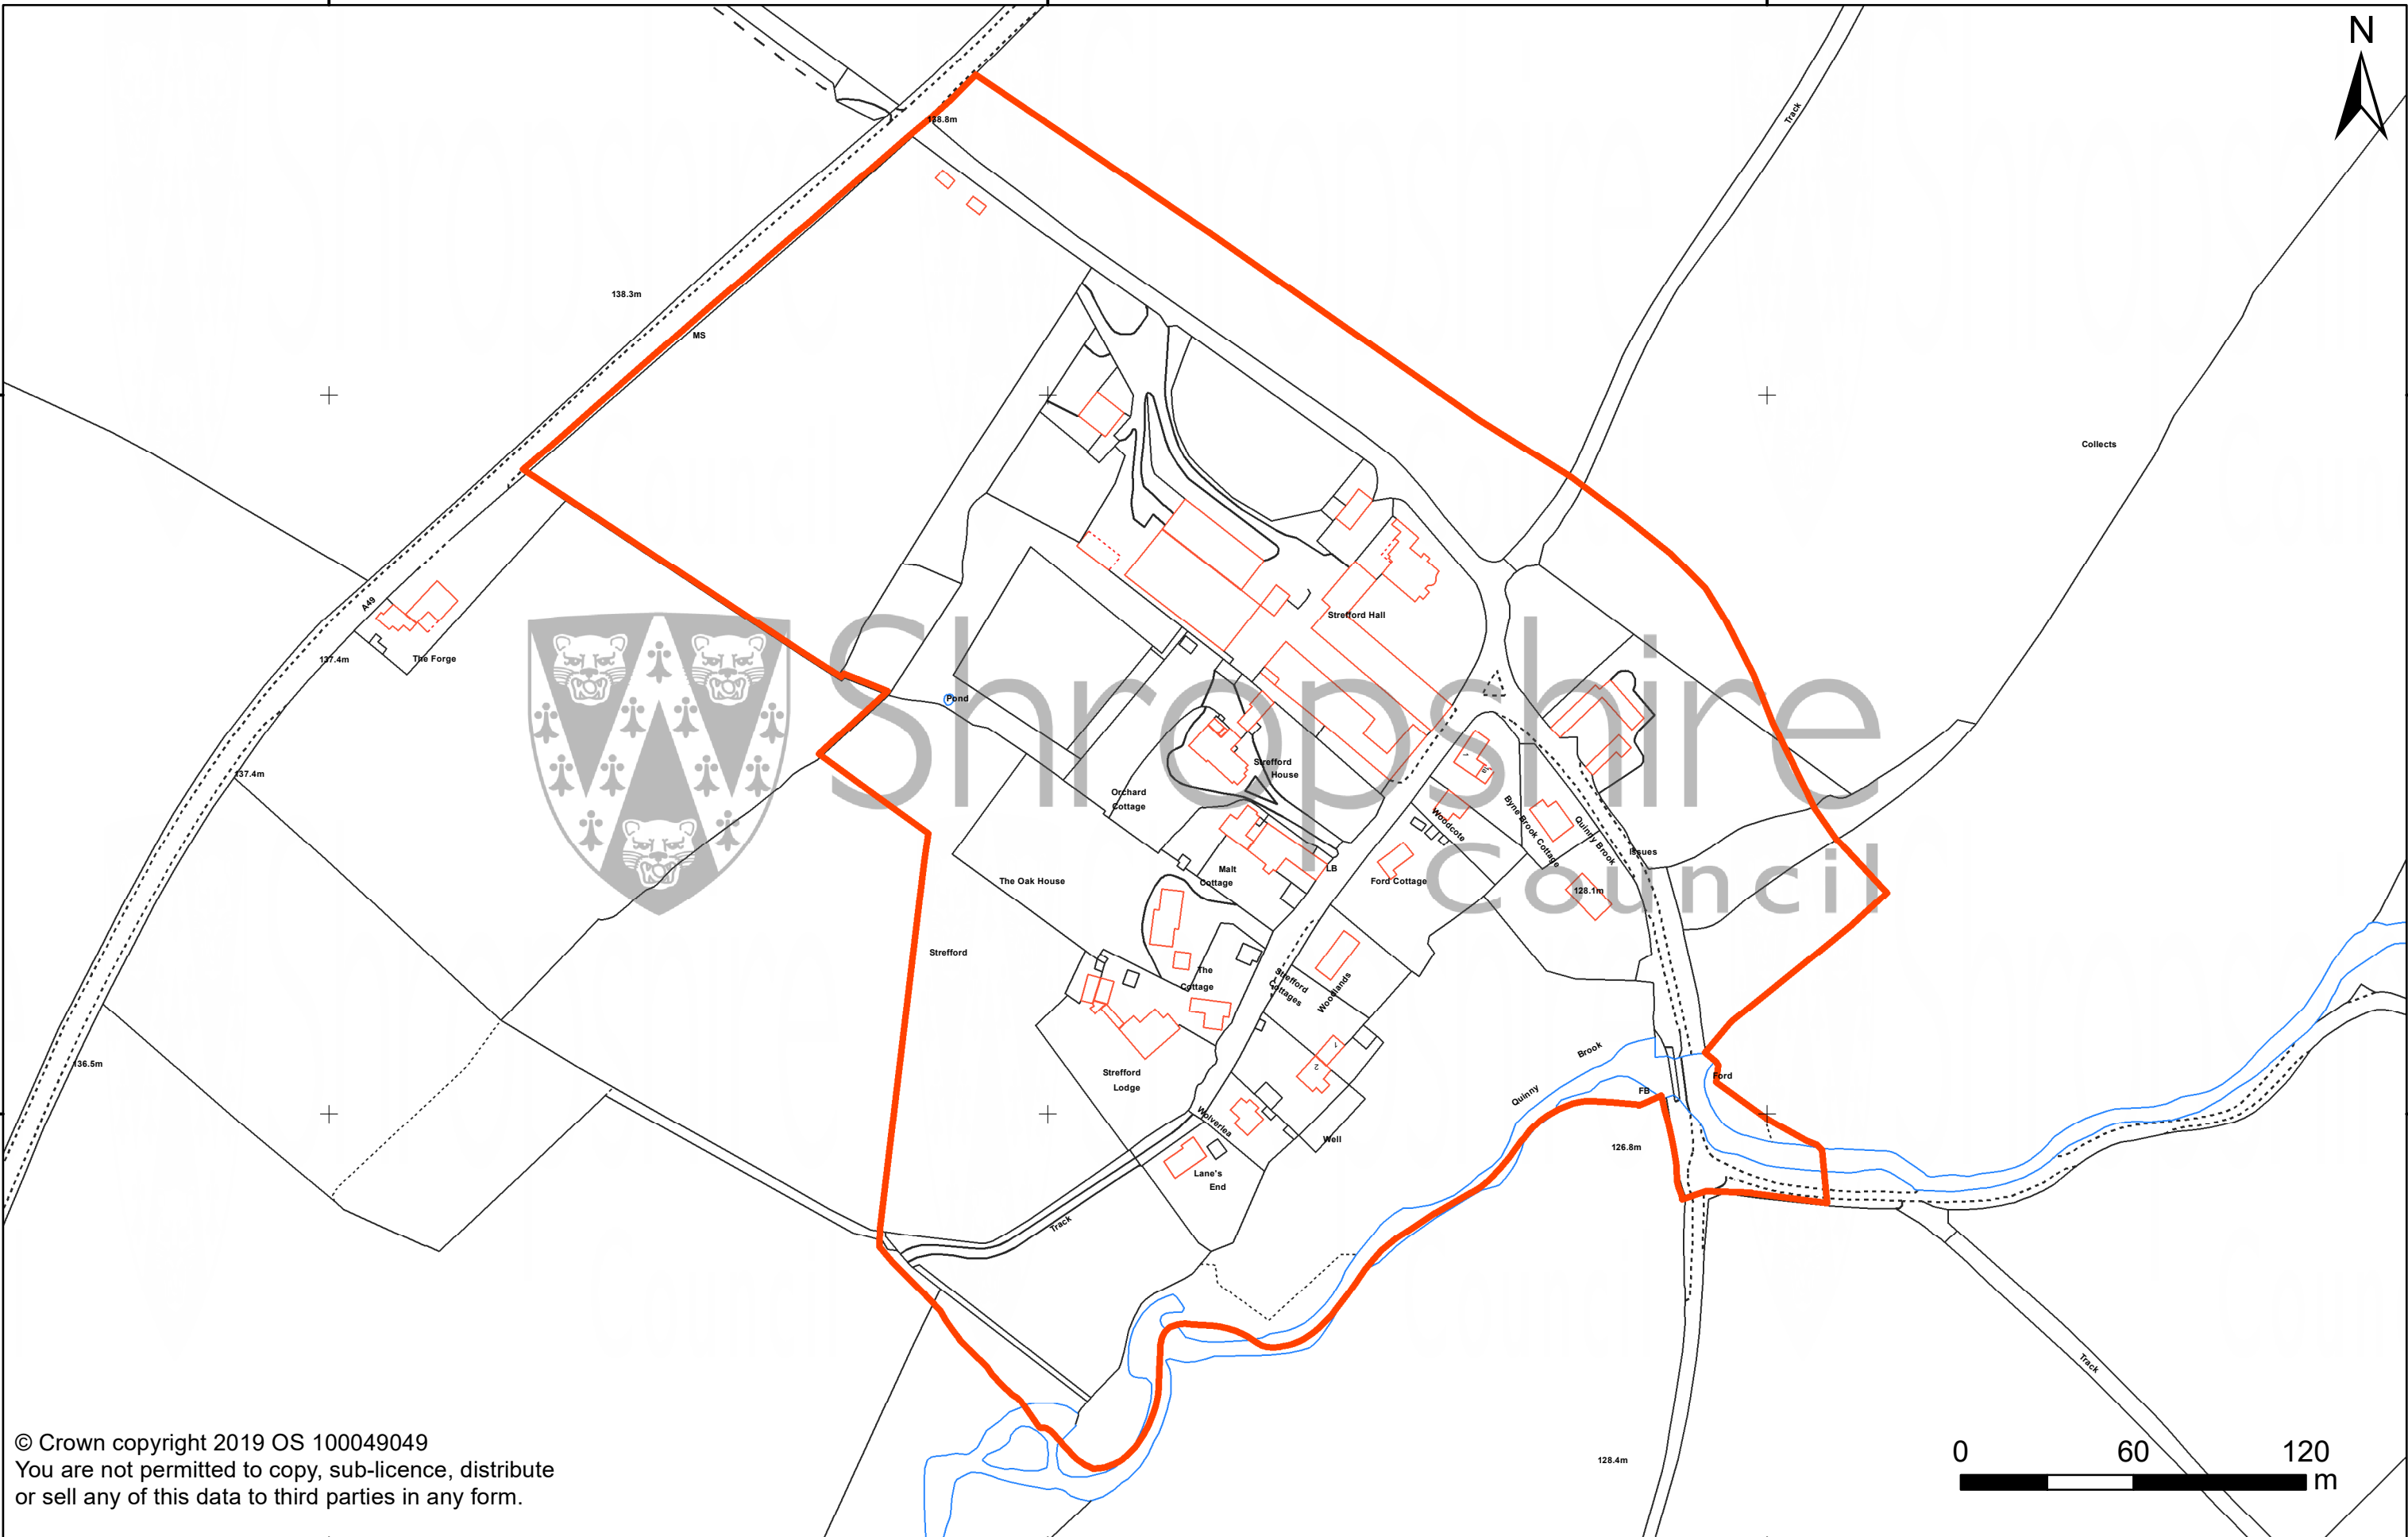 N
138.8m
Track
138.3m
MS
Collects
A49
The Forge
137.4m
Strefford Hall
Pond
Shropshire
Council
137.4m
Strefford
House
Orchard
Cottage
1
Woodcote
Byne Brook Cottage
Quinny Brook
Issues
LB
Malt
Cottage
The Oak House
Ford Cottage
128.1m
Strefford
The
Cottage
Strefford
Cottages
Woodlands
1
2
136.5m
Strefford
Lodge
Brook
Quinny
FB
Ford
Wolverlea
Well
126.8m
Lane's
End
Track
Track
128.4m
© Crown copyright 2019 OS 100049049
You are not permitted to copy, sub-licence, distribute
or sell any of this data to third parties in any form.
0 60 120
m